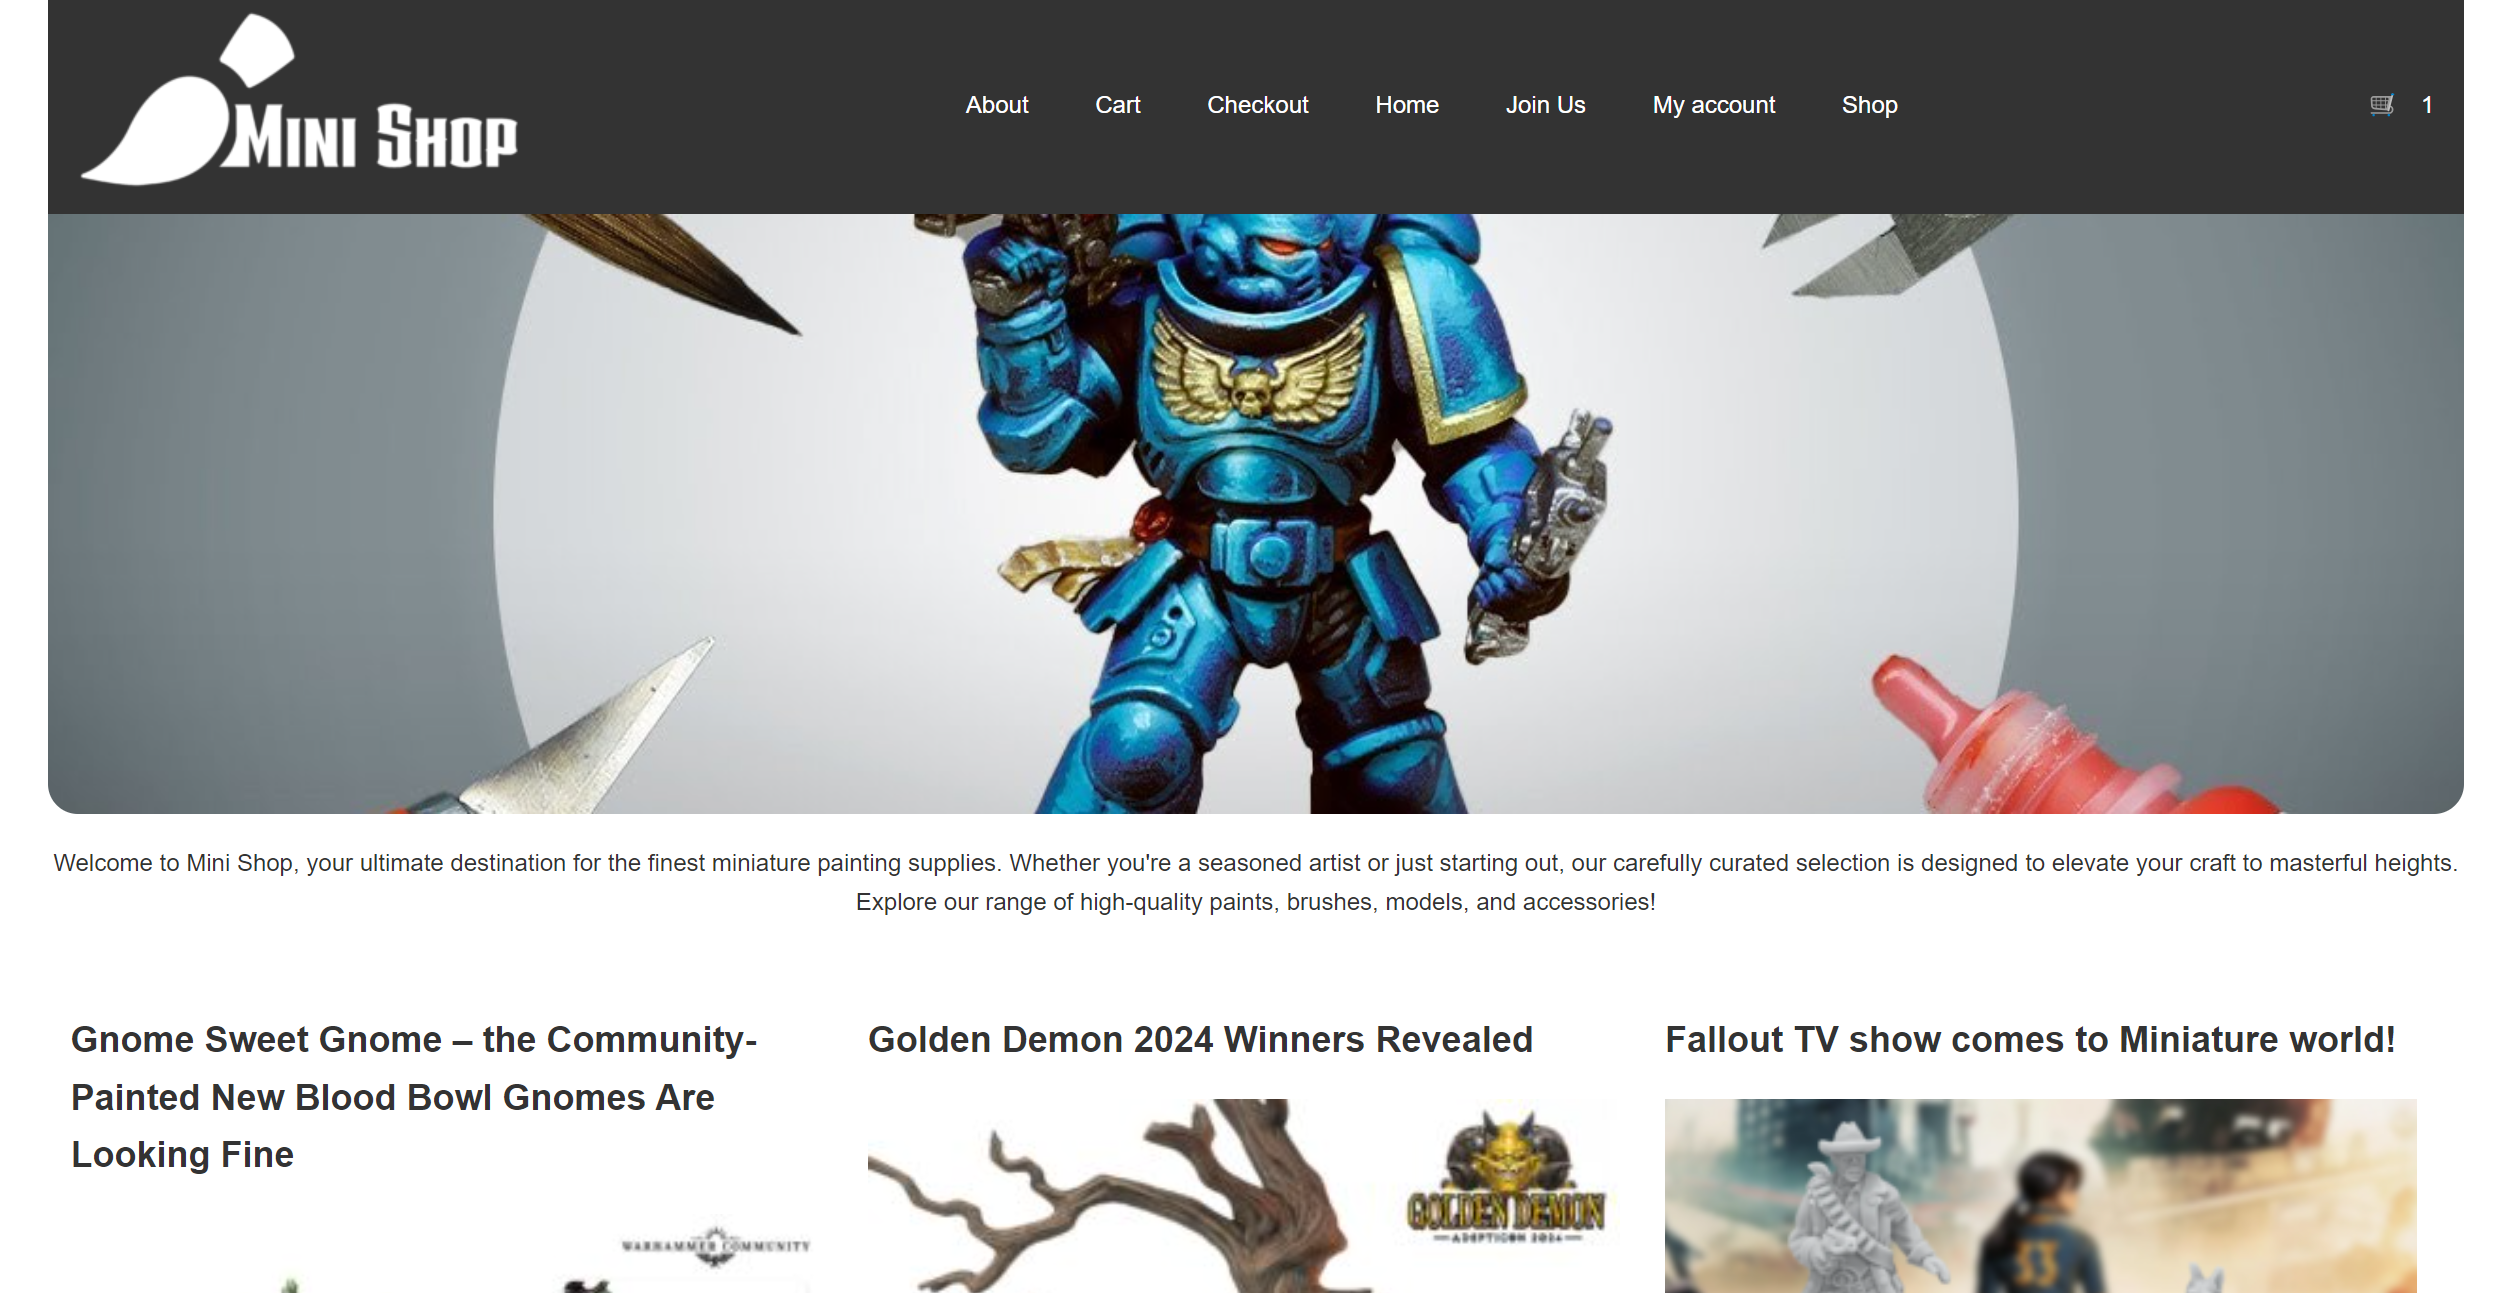 MINI SHOP
About
Cart
Checkout
Home
Join Us
My account
Shop
1
Welcome to Mini Shop, your ultimate destination for the finest miniature painting supplies. Whether you're a seasoned artist or just starting out, our carefully curated selection is designed to elevate your craft to masterful heights.
Explore our range of high-quality paints, brushes, models, and accessories!
Gnome Sweet Gnome – the Community-
Painted New Blood Bowl Gnomes Are
Looking Fine
WARHAMMER COMMUNITY
Golden Demon 2024 Winners Revealed
GOLDEN DEMON
ADEPTICON 2024
Fallout TV show comes to Miniature world!
33